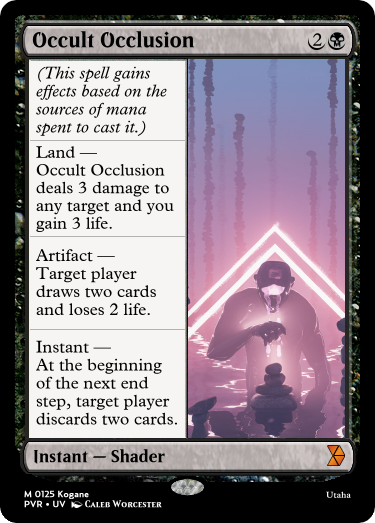 Occult Occlusion 2
(This spell gains
effects based on the
sources of mana
spent to cast it.)
Land —
Occult Occlusion
deals 3 damage to
any target and you
gain 3 life.
Artifact —
Target player
draws two cards
and loses 2 life.
Instant —
At the beginning
of the next end
step, target player
discards two cards.
Instant — Shader
M 0125 Kogane
PVR • UV Caleb Worcester
Utaha